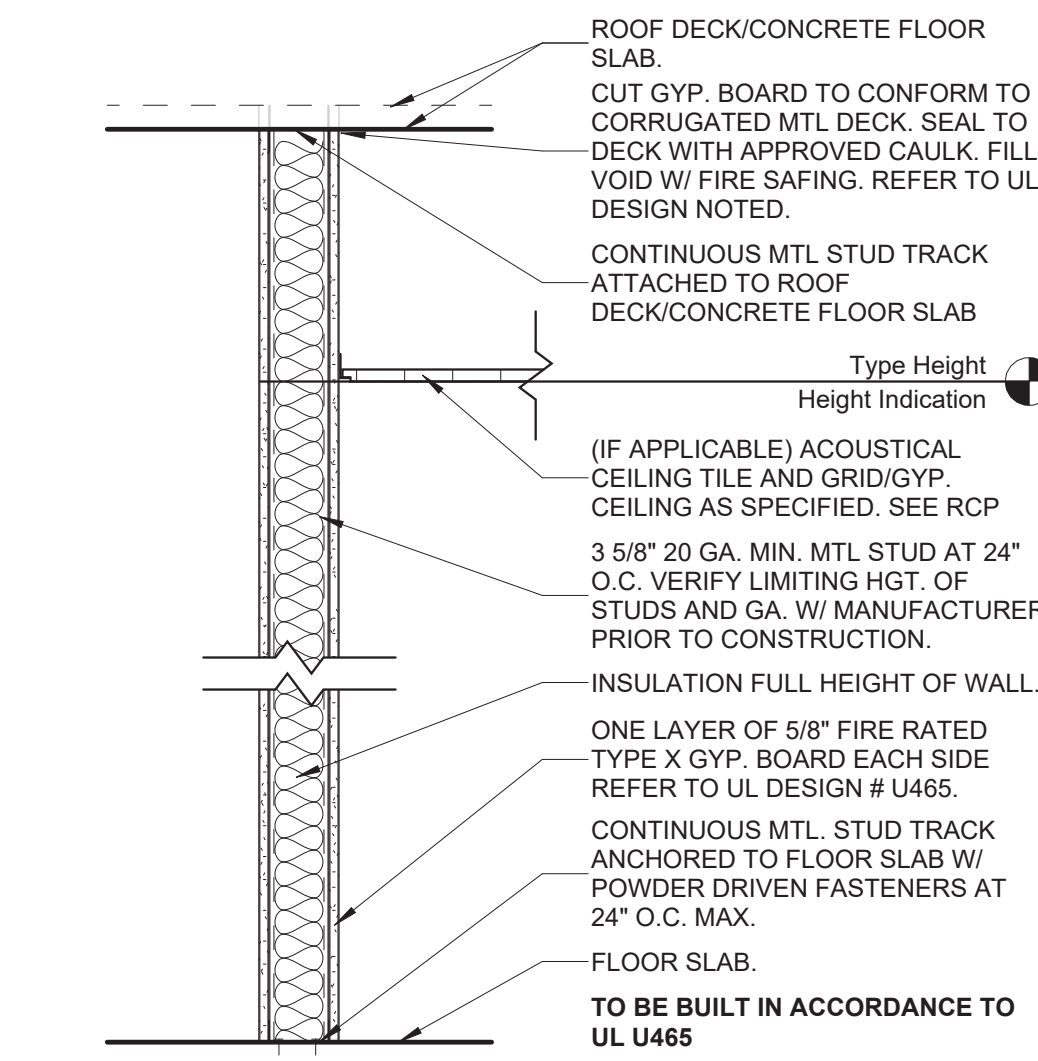 ROOF DECK/CONCRETE FLOOR
SLAB.
CUT GYP. BOARD TO CONFORM TO
CORRUGATED MTL DECK. SEAL TO
DECK WITH APPROVED CAULK. FILL
VOID W/ FIRE SAFING. REFER TO UL
DESIGN NOTED.
CONTINUOUS MTL STUD TRACK
ATTACHED TO ROOF
DECK/CONCRETE FLOOR SLAB
Type Height
Height Indication
(IF APPLICABLE) ACOUSTICAL
CEILING TILE AND GRID/GYP.
CEILING AS SPECIFIED. SEE RCP
3 5/8" 20 GA. MIN. MTL STUD AT 24"
O.C. VERIFY LIMITING HGT. OF
STUDS AND GA. W/ MANUFACTURER
PRIOR TO CONSTRUCTION.
INSULATION FULL HEIGHT OF WALL.
ONE LAYER OF 5/8" FIRE RATED
TYPE X GYP. BOARD EACH SIDE
REFER TO UL DESIGN # U465.
CONTINUOUS MTL. STUD TRACK
ANCHORED TO FLOOR SLAB W/
POWDER DRIVEN FASTENERS AT
24" O.C. MAX.
FLOOR SLAB.
TO BE BUILT IN ACCORDANCE TO
UL U465